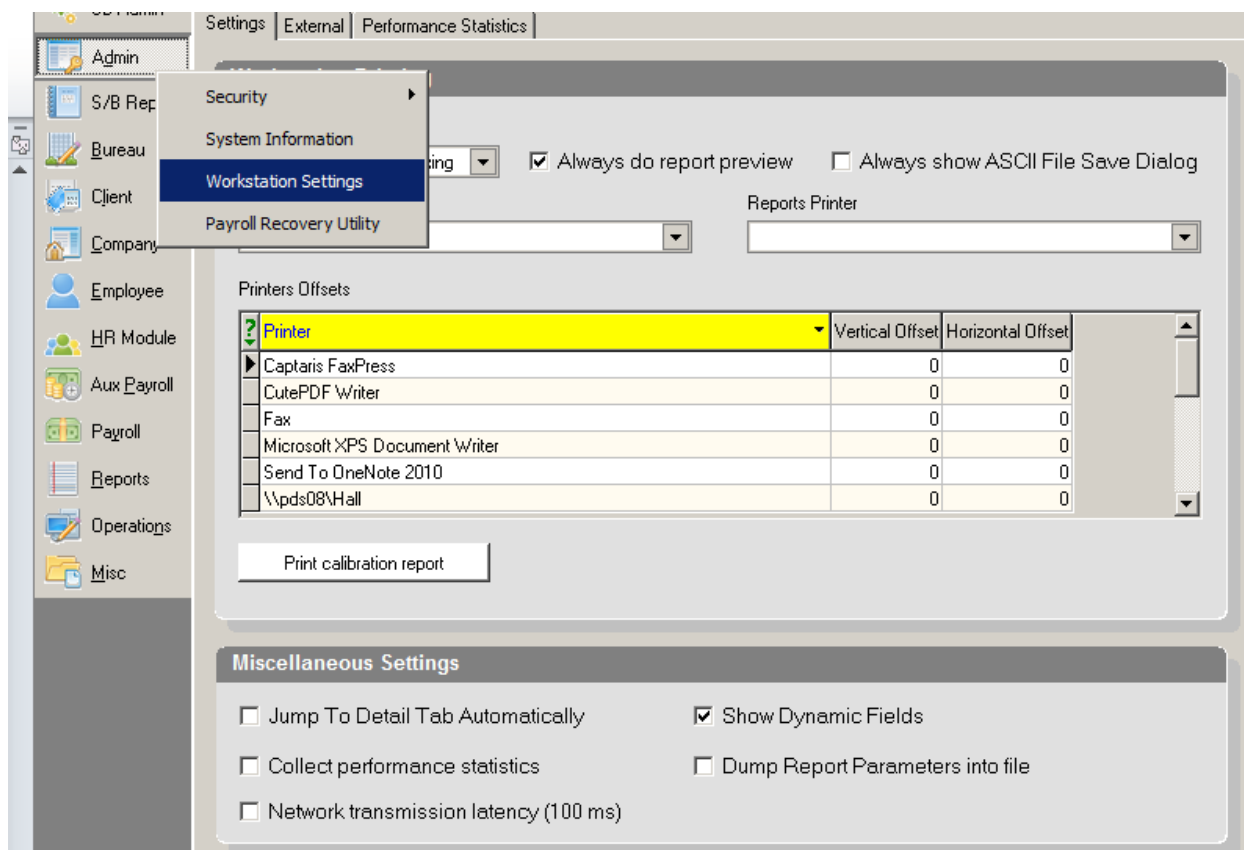 Settings External Performance Statistics
Admin
S/B Rep
Security
System Information
Bureau
Always do report preview Always show ASCII File Save Dialog
Workstation Settings
Client
Reports Printer
Payroll Recovery Utility
Company
Employee
Printers Offsets
HR Module
Printer Vertical Offset Horizontal Offset
Captaris FaxPress 0 0
Aux Payroll
CutePDF Writer 0 0
Fax 0 0
Payroll
Microsoft XPS Document Writer 0 0
Send To OneNote 2010 0 0
Reports
\\pds08\Hall 0 0
Operations
Print calibration report
Misc
Miscellaneous Settings
Jump To Detail Tab Automatically Show Dynamic Fields
Collect performance statistics Dump Report Parameters into file
Network transmission latency (100 ms)